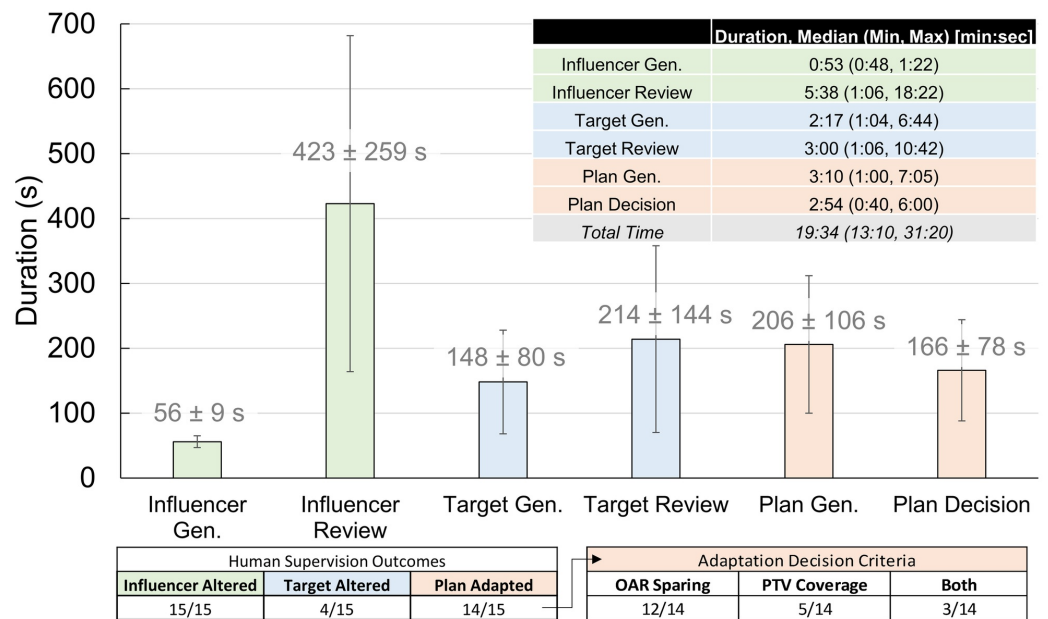 700
600
500
400
300
200
100
0
Duration (s)
Duration, Median (Min, Max) [min:sec]
Influencer Gen. 0:53 (0:48, 1:22)
Influencer Review 5:38 (1:06, 18:22)
Target Gen. 2:17 (1:04, 6:44)
Target Review 3:00 (1:06, 10:42)
Plan Gen. 3:10 (1:00, 7:05)
Plan Decision 2:54 (0:40, 6:00)
Total Time 19:34 (13:10, 31:20)
56 ± 9 s
423 ± 259 s
148 ± 80 s
214 ± 144 s
206 ± 106 s
166 ± 78 s
Influencer
Gen.
Influencer
Review
Target Gen.
Target Review
Plan Gen.
Plan Decision
Human Supervision Outcomes
Influencer Altered Target Altered Plan Adapted
15/15 4/15 14/15
Adaptation Decision Criteria
OAR Sparing PTV Coverage Both
12/14 5/14 3/14